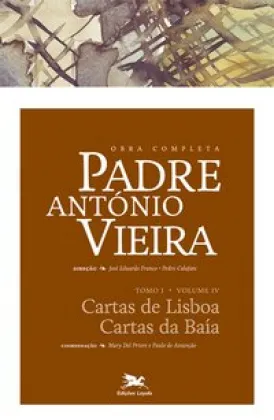 OBRA COMPLETA
PADRE
ANTÓNIO
VIEIRA
DIREÇÃO • José Eduardo Franco • Pedro Calafate
TOMO I • VOLUME IV
Cartas de Lisboa
Cartas da Baía
COORDENAÇÃO • Mary Del Priore e Paulo de Assunção
Edições Loyola